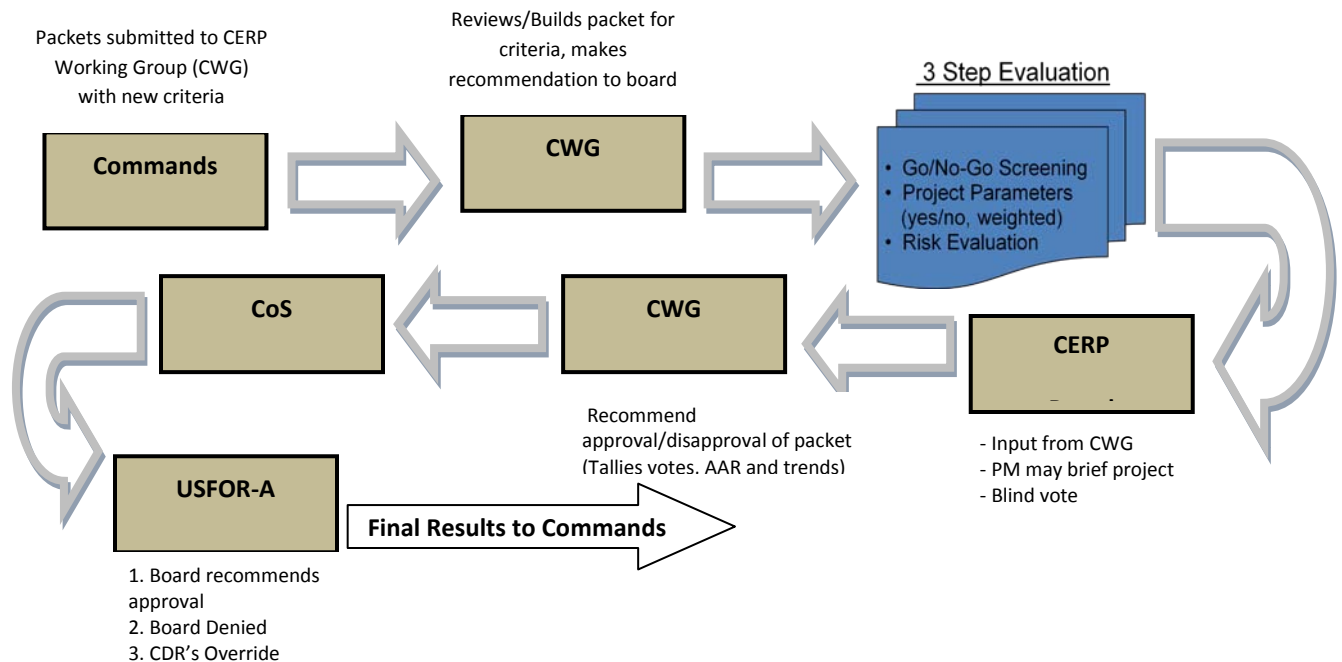 Packets submitted to CERP
Working Group (CWG)
with new criteria
Reviews/Builds packet for
criteria, makes
recommendation to board
3 Step Evaluation
Commands
CWG
• Go/No-Go Screening
• Project Parameters
(yes/no, weighted)
• Risk Evaluation
CoS
CWG
CERP
Recommend
approval/disapproval of packet
(Tallies votes, AAR and trends)
- Input from CWG
- PM may brief project
- Blind vote
USFOR-A
Final Results to Commands
1. Board recommends
approval
2. Board Denied
3. CDR's Override